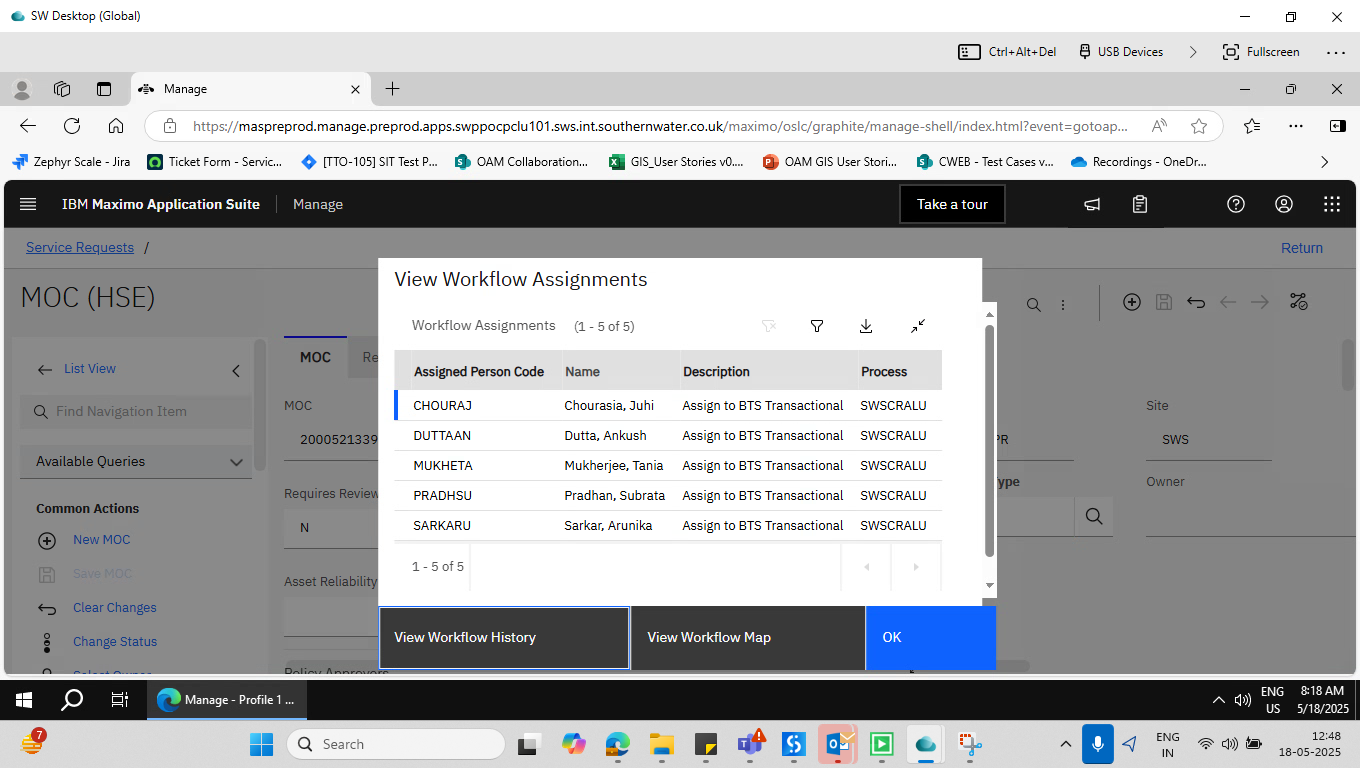 SW Desktop (Global)
Ctrl+Alt+Del USB Devices Fullscreen
Manage
https://maspreprod.manage.preprod.apps.swppocpclu101.sws.int.southernwater.co.uk/maximo/oslc/graphite/manage-shell/index.html?event=gotoap...
Zephyr Scale - Jira Ticket Form - Servic... [TTO-105] SIT Test P... OAM Collaboration... GIS_User Stories v0.... OAM GIS User Stori... CWEB - Test Cases v... Recordings - OneDr...
IBM Maximo Application Suite Manage Take a tour
Service Requests / Return
MOC (HSE)
List View
Find Navigation Item
Available Queries
Common Actions
New MOC
Save MOC
Clear Changes
Change Status
Select Owner
MOC Re
MOC
2000521339
Requires Review
N
Asset Reliability
Policy Approvers
PR
ype
Site
SWS
Owner
View Workflow Assignments
Workflow Assignments (1 - 5 of 5)
Assigned Person Code Name Description Process
CHOURAJ Chourasia, Juhi Assign to BTS Transactional SWSCRALU
DUTTAAN Dutta, Ankush Assign to BTS Transactional SWSCRALU
MUKHETA Mukherjee, Tania Assign to BTS Transactional SWSCRALU
PRADHSU Pradhan, Subrata Assign to BTS Transactional SWSCRALU
SARKARU Sarkar, Arunika Assign to BTS Transactional SWSCRALU
1 - 5 of 5
View Workflow History View Workflow Map OK
Manage - Profile 1 ...
ENG
US
8:18 AM
5/18/2025
7
Search
ENG
IN
12:48
18-05-2025